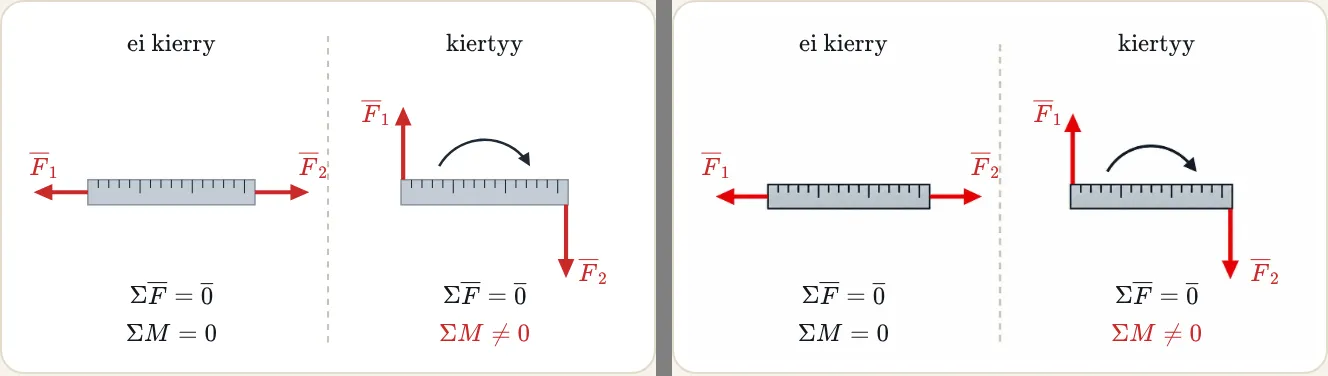 ei kierry
kiertyy
F̅₁
F̅₂
F̅₁
F̅₂
ΣF̅ = 0̅
ΣM = 0
ΣF̅ = 0̅
ΣM ≠ 0
ei kierry
kiertyy
F̅₁
F̅₂
F̅₁
F̅₂
ΣF̅ = 0̅
ΣM = 0
ΣF̅ = 0̅
ΣM ≠ 0